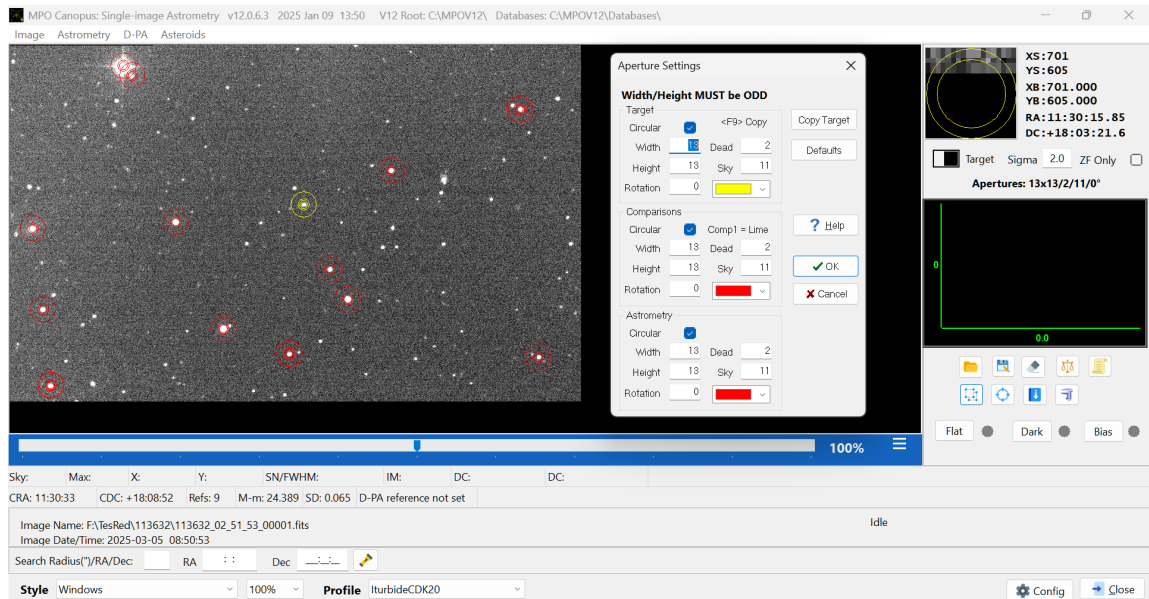 MPO Canopus: Single-image Astrometry v12.0.6.3 2025 Jan 09 13:50 V12 Root: C:\MPOV12\ Databases: C:\MPOV12\Databases\
Image Astrometry D-PA Asteroids
Aperture Settings
Width/Height MUST be ODD
Target
Circular <F9> Copy
Width 13 Dead 2
Height 13 Sky 11
Rotation 0
Copy Target
Defaults
Comparisons
Circular Comp1 = Lime
Width 13 Dead 2
Height 13 Sky 11
Rotation 0
? Help
OK
Cancel
Astrometry
Circular
Width 13 Dead 2
Height 13 Sky 11
Rotation 0
XS:701
YS:605
XB:701.000
YB:605.000
RA:11:30:15.85
DC:+18:03:21.6
Target Sigma 2.0 ZF Only
Apertures: 13x13/2/11/0°
0
0.0
Flat Dark Bias
100%
Sky: Max: X: Y: SN/FWHM: IM: DC: DC:
CRA: 11:30:33 CDC: +18:08:52 Refs: 9 M-m: 24.389 SD: 0.065 D-PA reference not set
Image Name: F:\TesRed\113632\113632_02_51_53_00001.fits Idle
Image Date/Time: 2025-03-05 08:50:53
Search Radius(")/RA/Dec: RA : : Dec __:__:__
Style Windows 100% Profile IturbideCDK20 Config Close